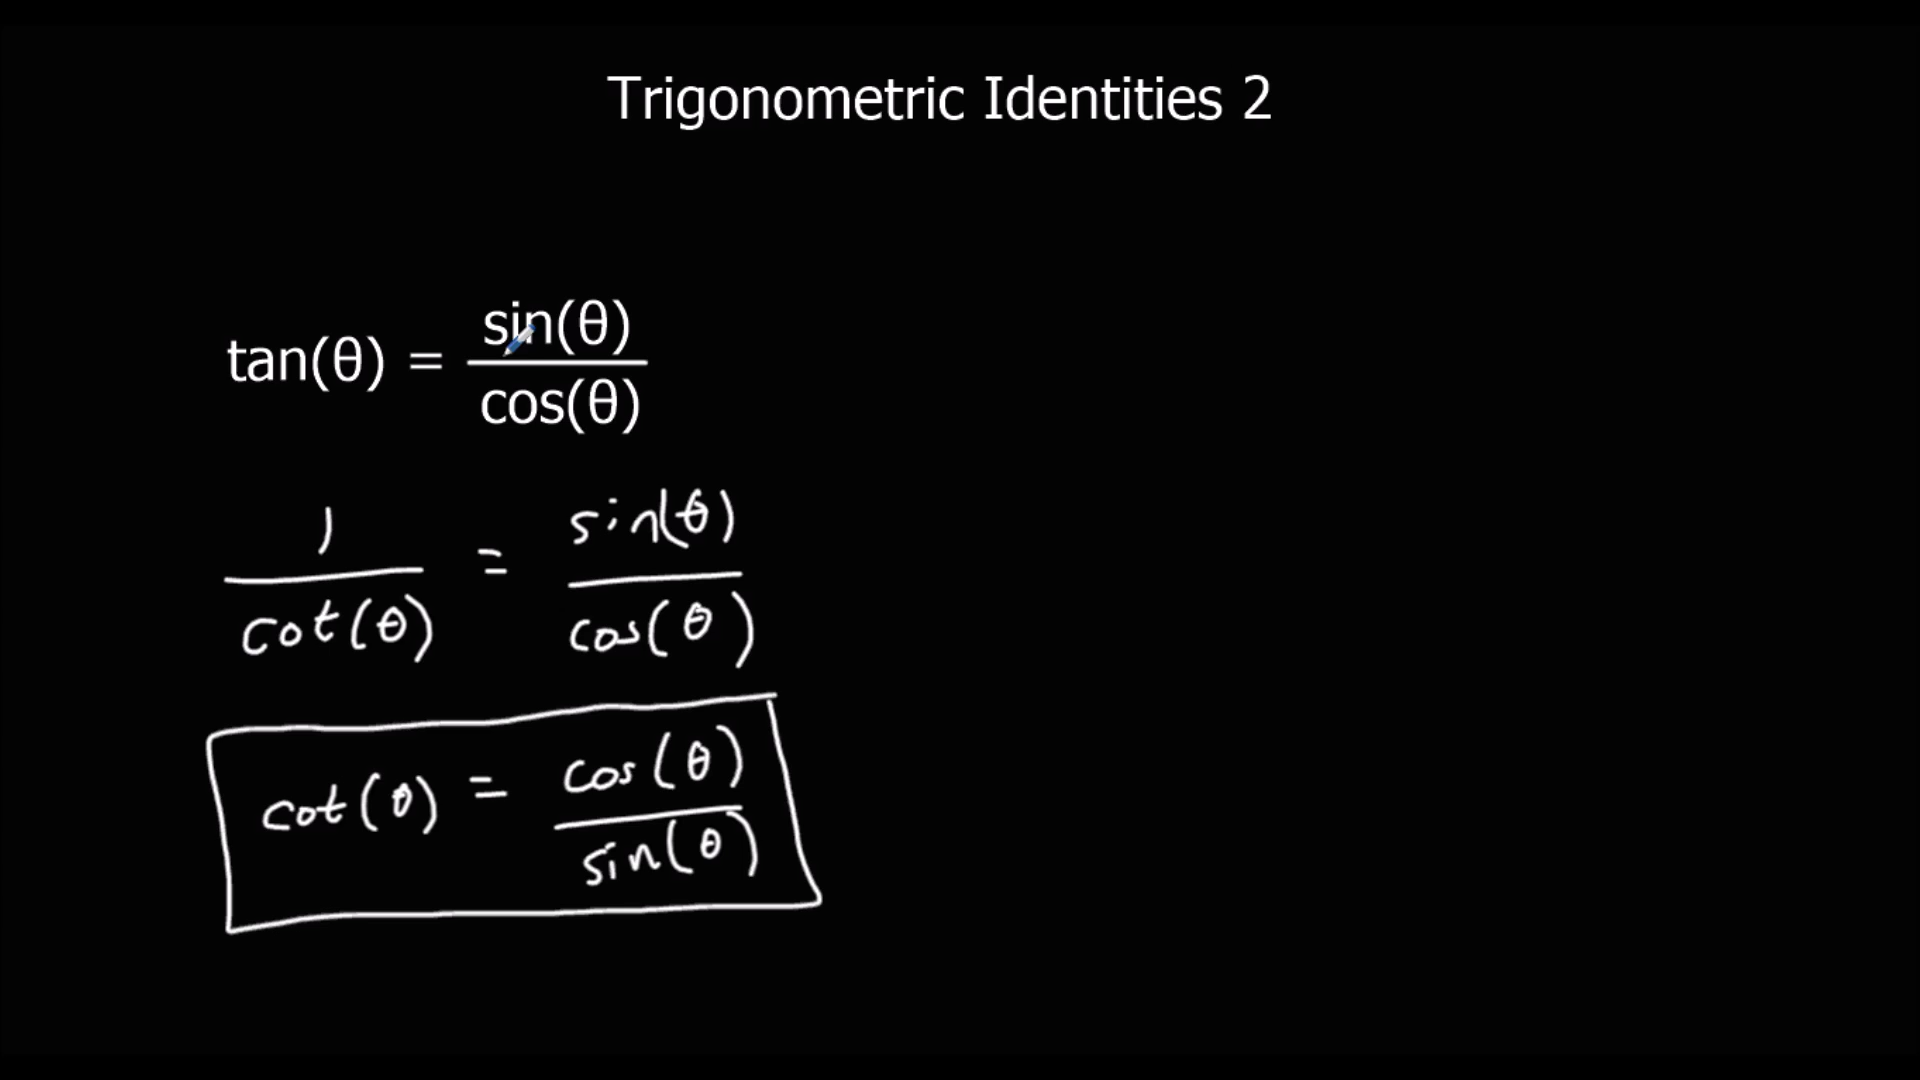 Trigonometric Identities 2
tan(θ) = sin(θ)/cos(θ)
1/cot(θ) = sin(θ)/cos(θ)
cot(θ) = cos(θ)/sin(θ)